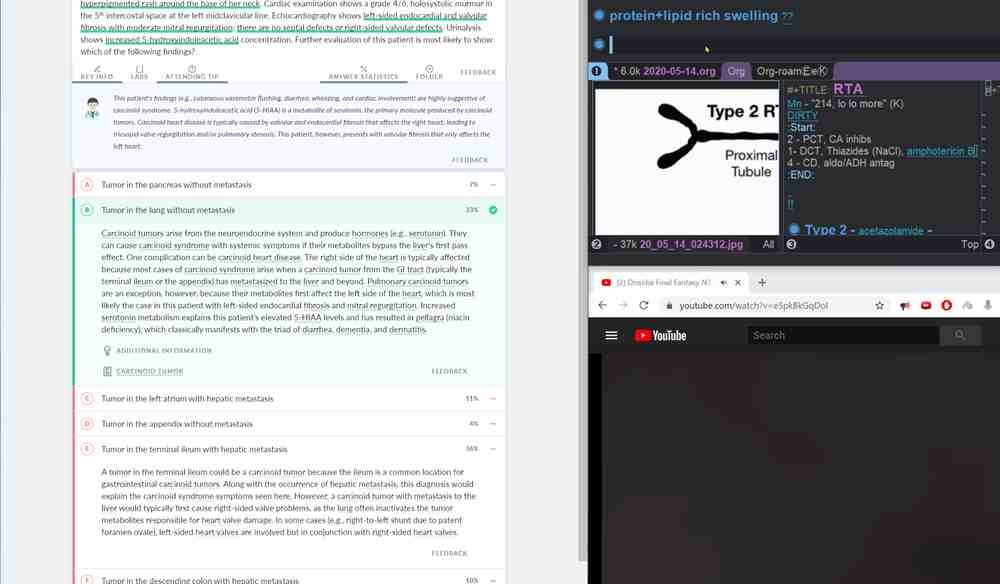 hyperpigmented rash around the base of her neck. Cardiac examination shows a grade 4/6, holosystolic murmur in
the 5th intercostal space at the left midclavicular line. Echocardiography shows left-sided endocardial and valvular
fibrosis with moderate mitral regurgitation; there are no septal defects or right-sided valvular defects. Urinalysis
shows increased 5-hydroxyindoleacetic acid concentration. Further evaluation of this patient is most likely to show
which of the following findings?
KEY INFO LABS ATTENDING TIP ANSWER STATISTICS FOLDER FEEDBACK
This patient's findings (e.g., cutaneous vasomotor flushing, diarrhea, wheezing, and cardiac involvement) are highly suggestive of
carcinoid syndrome. 5-hydroxyindoleacetic acid (5-HIAA) is a metabolite of serotonin, the primary molecule produced by carcinoid
tumors. Carcinoid heart disease is typically caused by valvular and endocardial fibrosis that affects the right heart, leading to
tricuspid valve regurgitation and/or pulmonary stenosis. This patient, however, presents with valvular fibrosis that only affects the
left heart.
FEEDBACK
A Tumor in the pancreas without metastasis 7%
B Tumor in the lung without metastasis 33%
Carcinoid tumors arise from the neuroendocrine system and produce hormones (e.g., serotonin). They
can cause carcinoid syndrome with systemic symptoms if their metabolites bypass the liver's first pass
effect. One complication can be carcinoid heart disease. The right side of the heart is typically affected
because most cases of carcinoid syndrome arise when a carcinoid tumor from the GI tract (typically the
terminal ileum or the appendix) has metastasized to the liver and beyond. Pulmonary carcinoid tumors
are an exception, however, because their metabolites first affect the left side of the heart, which is most
likely the case in this patient with left-sided endocardial fibrosis and mitral regurgitation. Increased
serotonin metabolism explains this patient's elevated 5-HIAA levels and has resulted in pellagra (niacin
deficiency), which classically manifests with the triad of diarrhea, dementia, and dermatitis.
ADDITIONAL INFORMATION
CARCINOID TUMOR FEEDBACK
C Tumor in the left atrium with hepatic metastasis 11%
D Tumor in the appendix without metastasis 4%
E Tumor in the terminal ileum with hepatic metastasis 36%
A tumor in the terminal ileum could be a carcinoid tumor because the ileum is a common location for
gastrointestinal carcinoid tumors. Along with the occurrence of hepatic metastasis, this diagnosis would
explain the carcinoid syndrome symptoms seen here. However, a carcinoid tumor with metastasis to the
liver would typically first cause right-sided valve problems, as the lung often inactivates the tumor
metabolites responsible for heart valve damage. In some cases (e.g., right-to-left shunt due to patent
foramen ovale), left-sided heart valves are involved but in conjunction with right-sided heart valves.
FEEDBACK
F Tumor in the descending colon with hepatic metastasis 10%
protein+lipid rich swelling ??
1 * 6.0k 2020-05-14.org Org Org-roam
Type 2 RT
Proximal
Tubule
#+TITLE: RTA
Mn - "214, lo lo more" (K)
DIRTY
:Start:
2 - PCT, CA inhibs
1- DCT, Thiazides (NaCl), amphotericin B
4 - CD, aldo/ADH antag
:END:
!!
Type 2 - acetazolamide -
2 - 37k 20_05_14_024312.jpg All 3 Top 4
(2) Dissidia Final Fantasy NT
youtube.com/watch?v=e5pkBkGqDoI
YouTube
Search